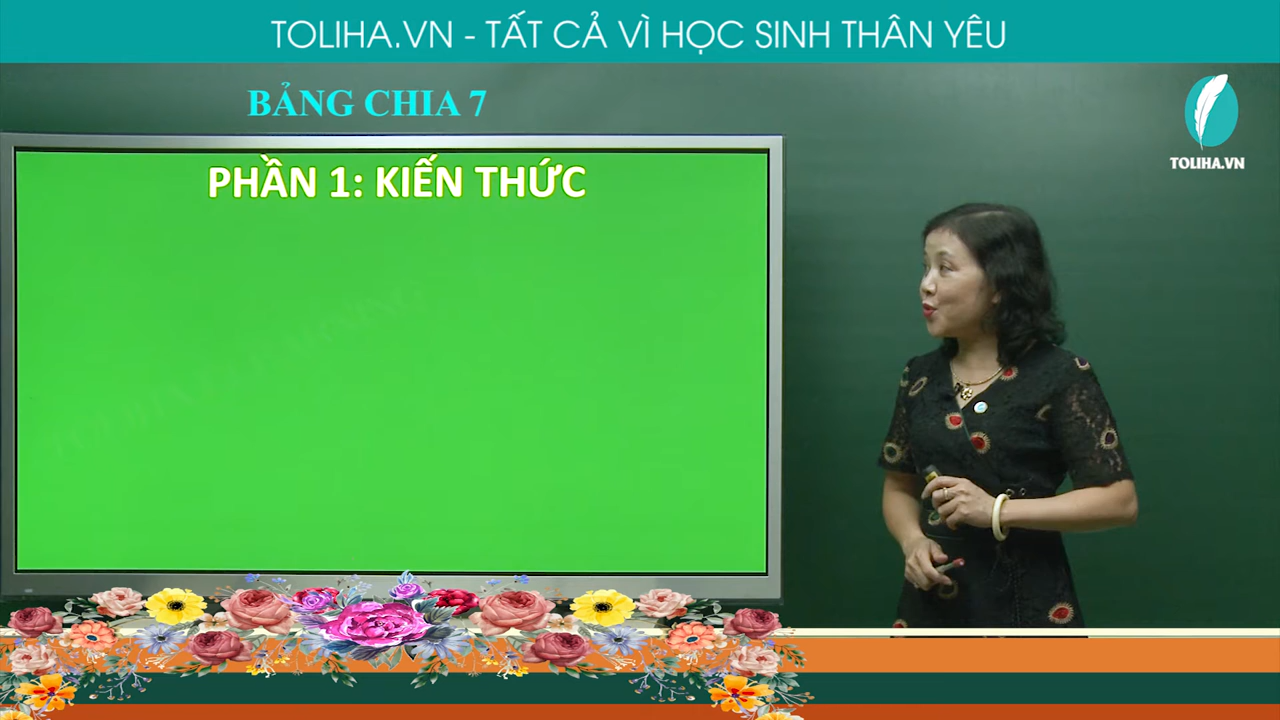 TOLIHA.VN - TẤT CẢ VÌ HỌC SINH THÂN YÊU
BẢNG CHIA 7
TOLIHA.VN
PHẦN 1: KIẾN THỨC